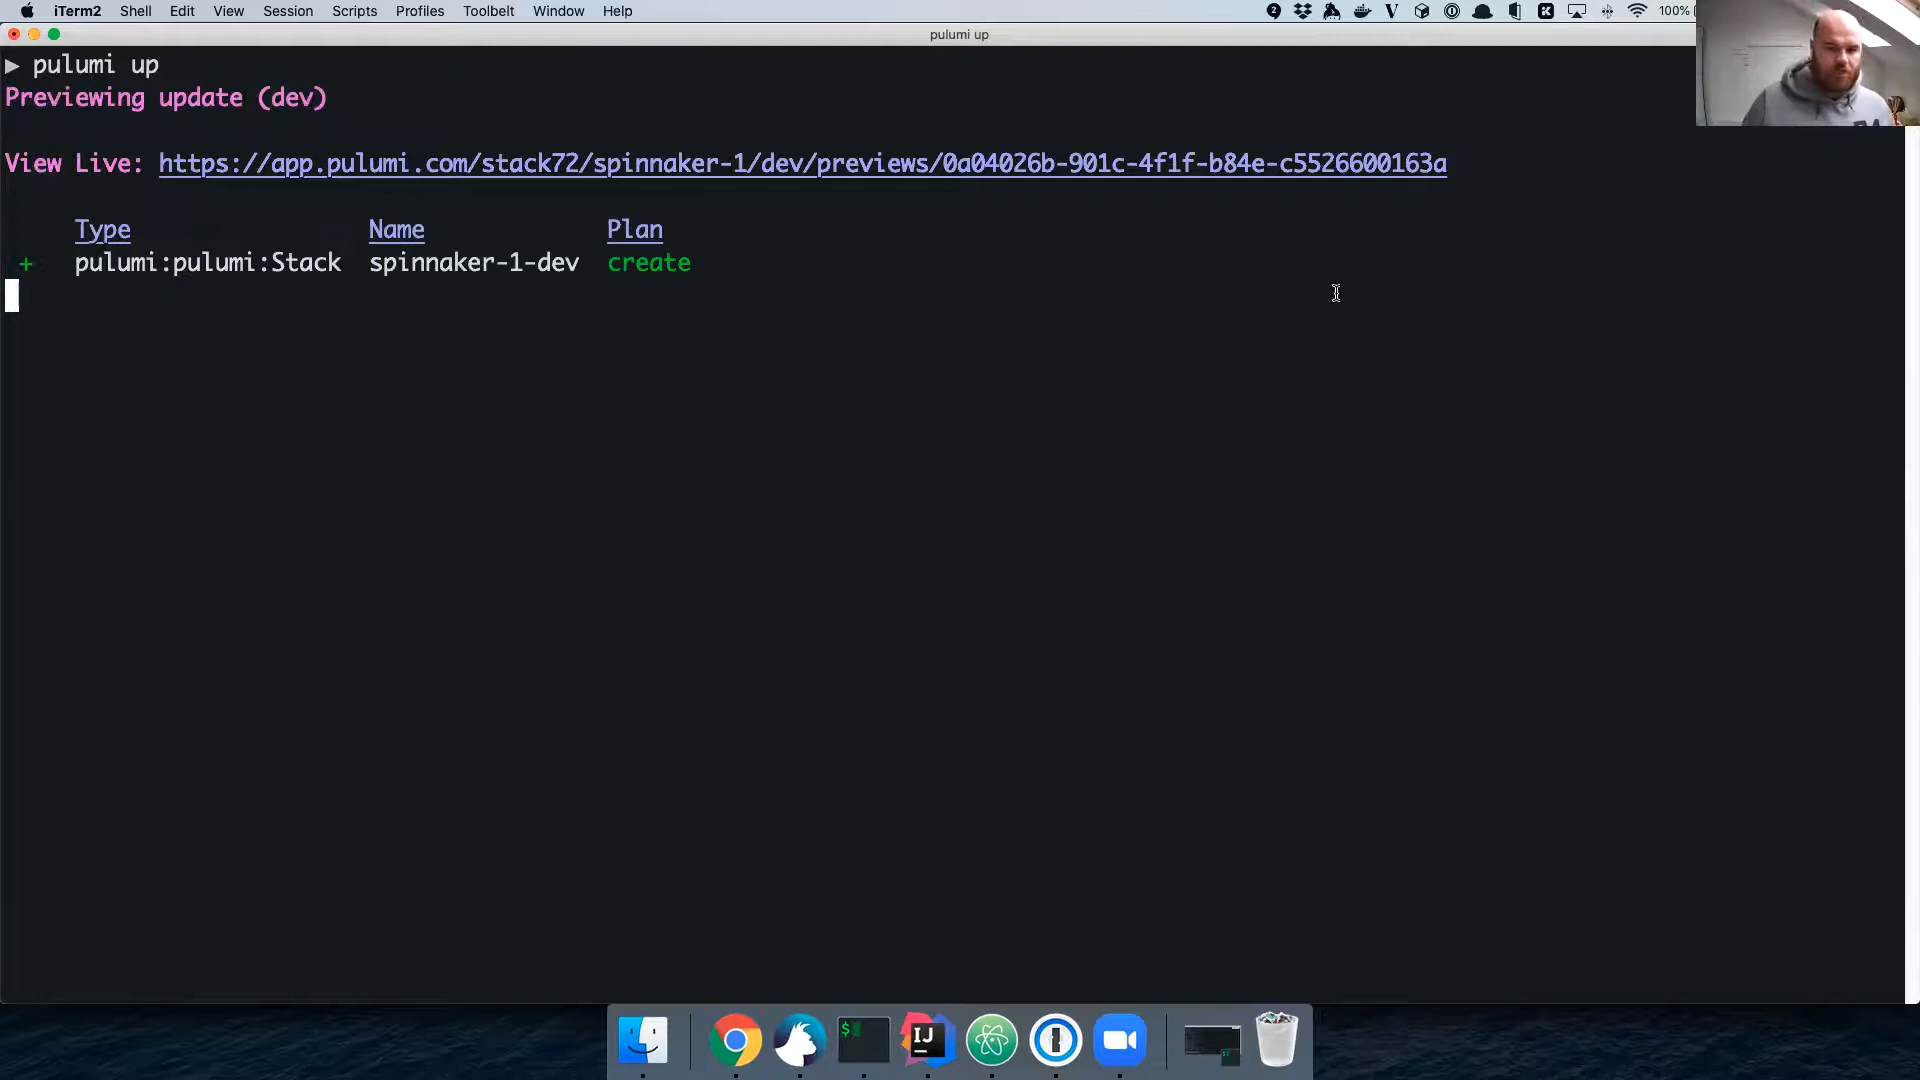 iTerm2 Shell Edit View Session Scripts Profiles Toolbelt Window Help 100%
pulumi up
▶ pulumi up
Previewing update (dev)
View Live: https://app.pulumi.com/stack72/spinnaker-1/dev/previews/0a04026b-901c-4f1f-b84e-c5526600163a
Type Name Plan
+ pulumi:pulumi:Stack spinnaker-1-dev create
$
IJ